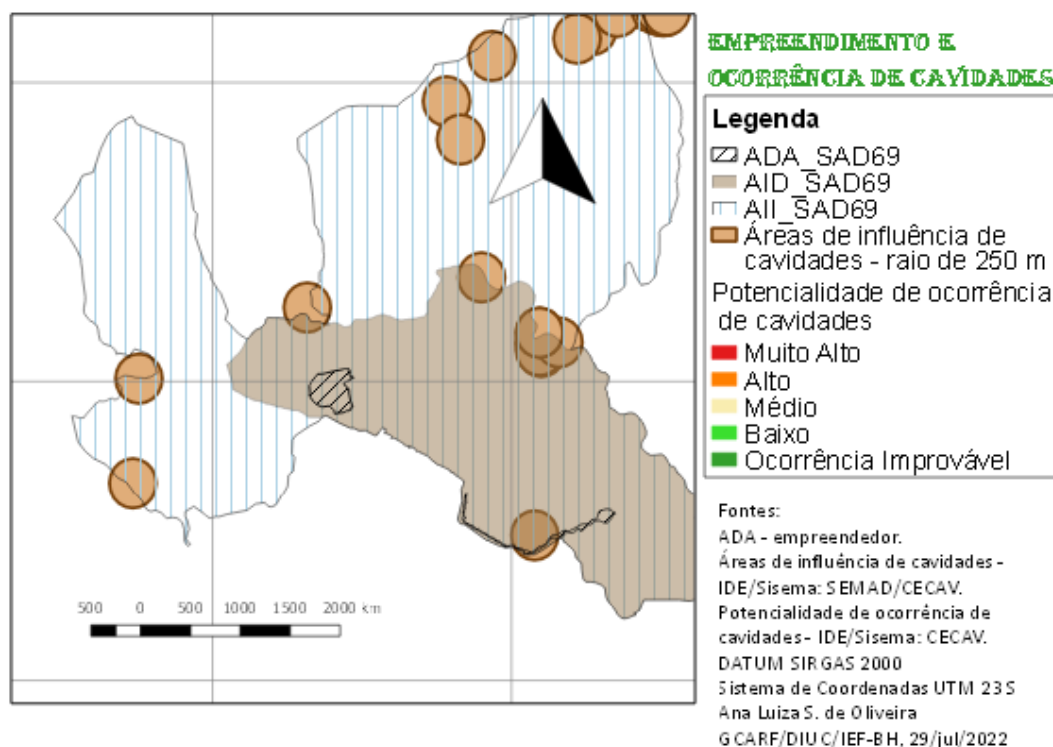 EMPREENDIMENTO E
OCORRÊNCIA DE CAVIDADES
Legenda
ADA_SAD69
AID_SAD69
AII_SAD69
Áreas de influência de
cavidades - raio de 250 m
Potencialidade de ocorrência
de cavidades
Muito Alto
Alto
Médio
Baixo
Ocorrência Improvável
500 0 500 1000 1500 2000 km
Fontes:
ADA - empreendedor.
Áreas de influência de cavidades -
IDE/Sisema: SEMAD/CECAV.
Potencialidade de ocorrência de
cavidades - IDE/Sisema: CECAV.
DATUM SIRGAS 2000
Sistema de Coordenadas UTM 23S
Ana Luiza S. de Oliveira
GCARF/DIUC/IEF-BH, 29/jul/2022